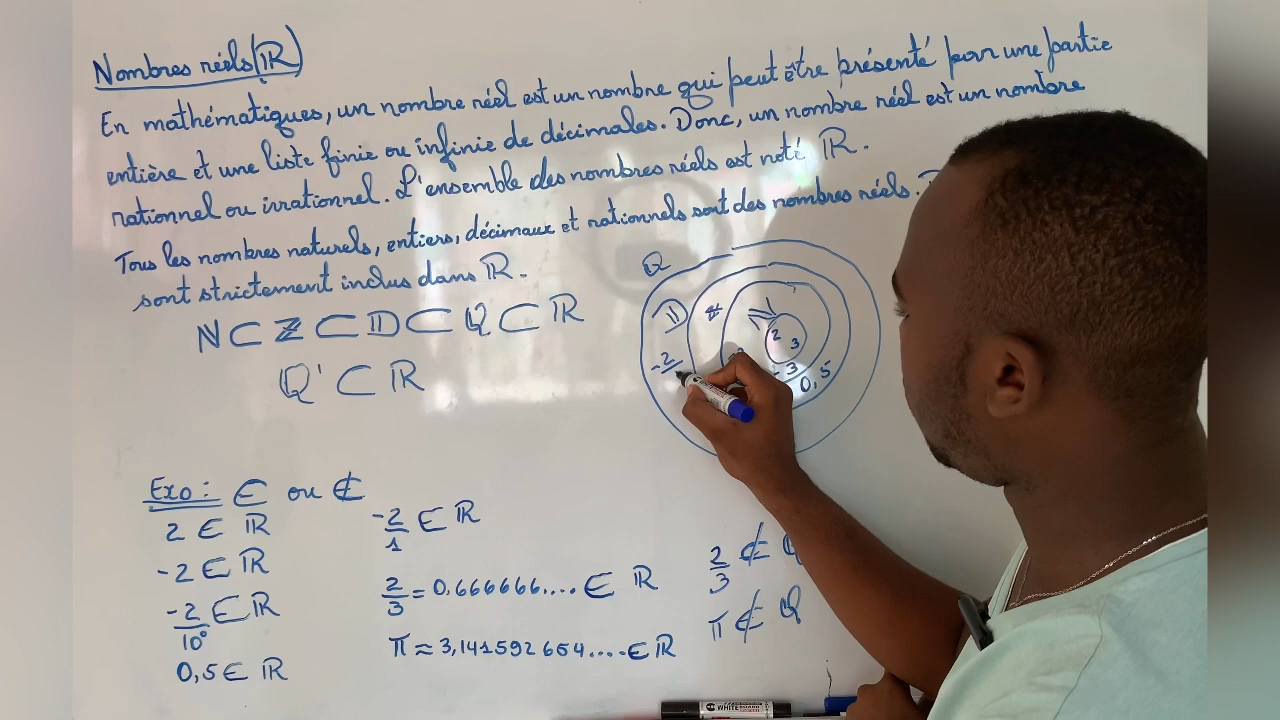 Nombres réels (ℝ)
En mathématiques, un nombre réel est un nombre qui peut être présenté par une partie
entière et une liste finie ou infinie de décimales. Donc, un nombre réel est un nombre
rationnel ou irrationnel. L'ensemble des nombres réels est noté ℝ.
Tous les nombres naturels, entiers, décimaux et rationnels sont des nombres réels.
sont strictement inclus dans ℝ.
ℕ ⊂ ℤ ⊂ 𝔻 ⊂ ℚ ⊂ ℝ
ℚ' ⊂ ℝ
ℚ
𝔻
ℤ
2 3
-2/
-3
0,5
Exo : ∈ ou ∉
2 ∈ ℝ
-2 ∈ ℝ
-2/10° ∈ ℝ
0,5 ∈ ℝ
-2/1 ∈ ℝ
2/3 = 0,666666.... ∈ ℝ
π ≈ 3,141592654.... ∈ ℝ
2/3 ∉ ℚ
π ∉ ℚ
WHITEBOARD